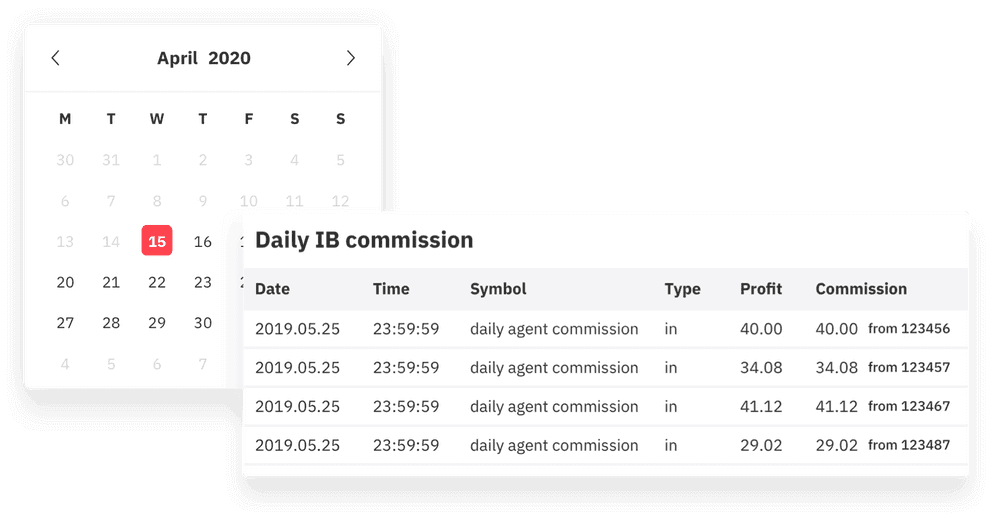 April 2020
M T W T F S S
30 31 1 2 3 4 5
6 7 8 9 10 11 12
13 14 15 16
20 21 22 23
27 28 29 30
4 5 6 7
Daily IB commission
Date Time Symbol Type Profit Commission
2019.05.25 23:59:59 daily agent commission in 40.00 40.00 from 123456
2019.05.25 23:59:59 daily agent commission in 34.08 34.08 from 123457
2019.05.25 23:59:59 daily agent commission in 41.12 41.12 from 123467
2019.05.25 23:59:59 daily agent commission in 29.02 29.02 from 123487